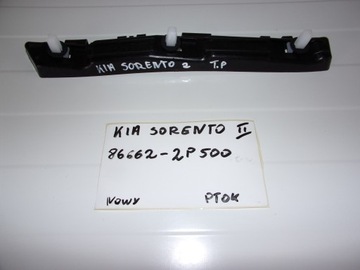 KIA SORENTO 2 T.P
KIA SORENTO II
86662-2P500
NOWY PTOK